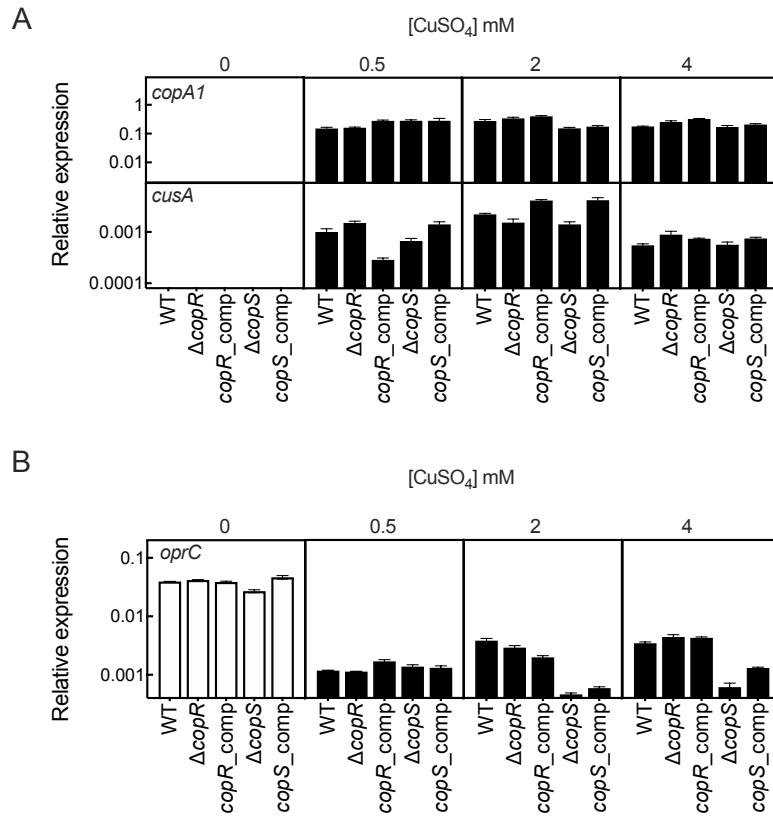 A
[CuSO₄] mM
0 0.5 2 4
Relative expression
copA1
1
0.1
0.01
cusA
0.001
0.0001
WT ΔcopR copR_comp ΔcopS copS_comp WT ΔcopR copR_comp ΔcopS copS_comp WT ΔcopR copR_comp ΔcopS copS_comp WT ΔcopR copR_comp ΔcopS copS_comp
B
[CuSO₄] mM
0 0.5 2 4
Relative expression
oprC
0.1
0.01
0.001
WT ΔcopR copR_comp ΔcopS copS_comp WT ΔcopR copR_comp ΔcopS copS_comp WT ΔcopR copR_comp ΔcopS copS_comp WT ΔcopR copR_comp ΔcopS copS_comp